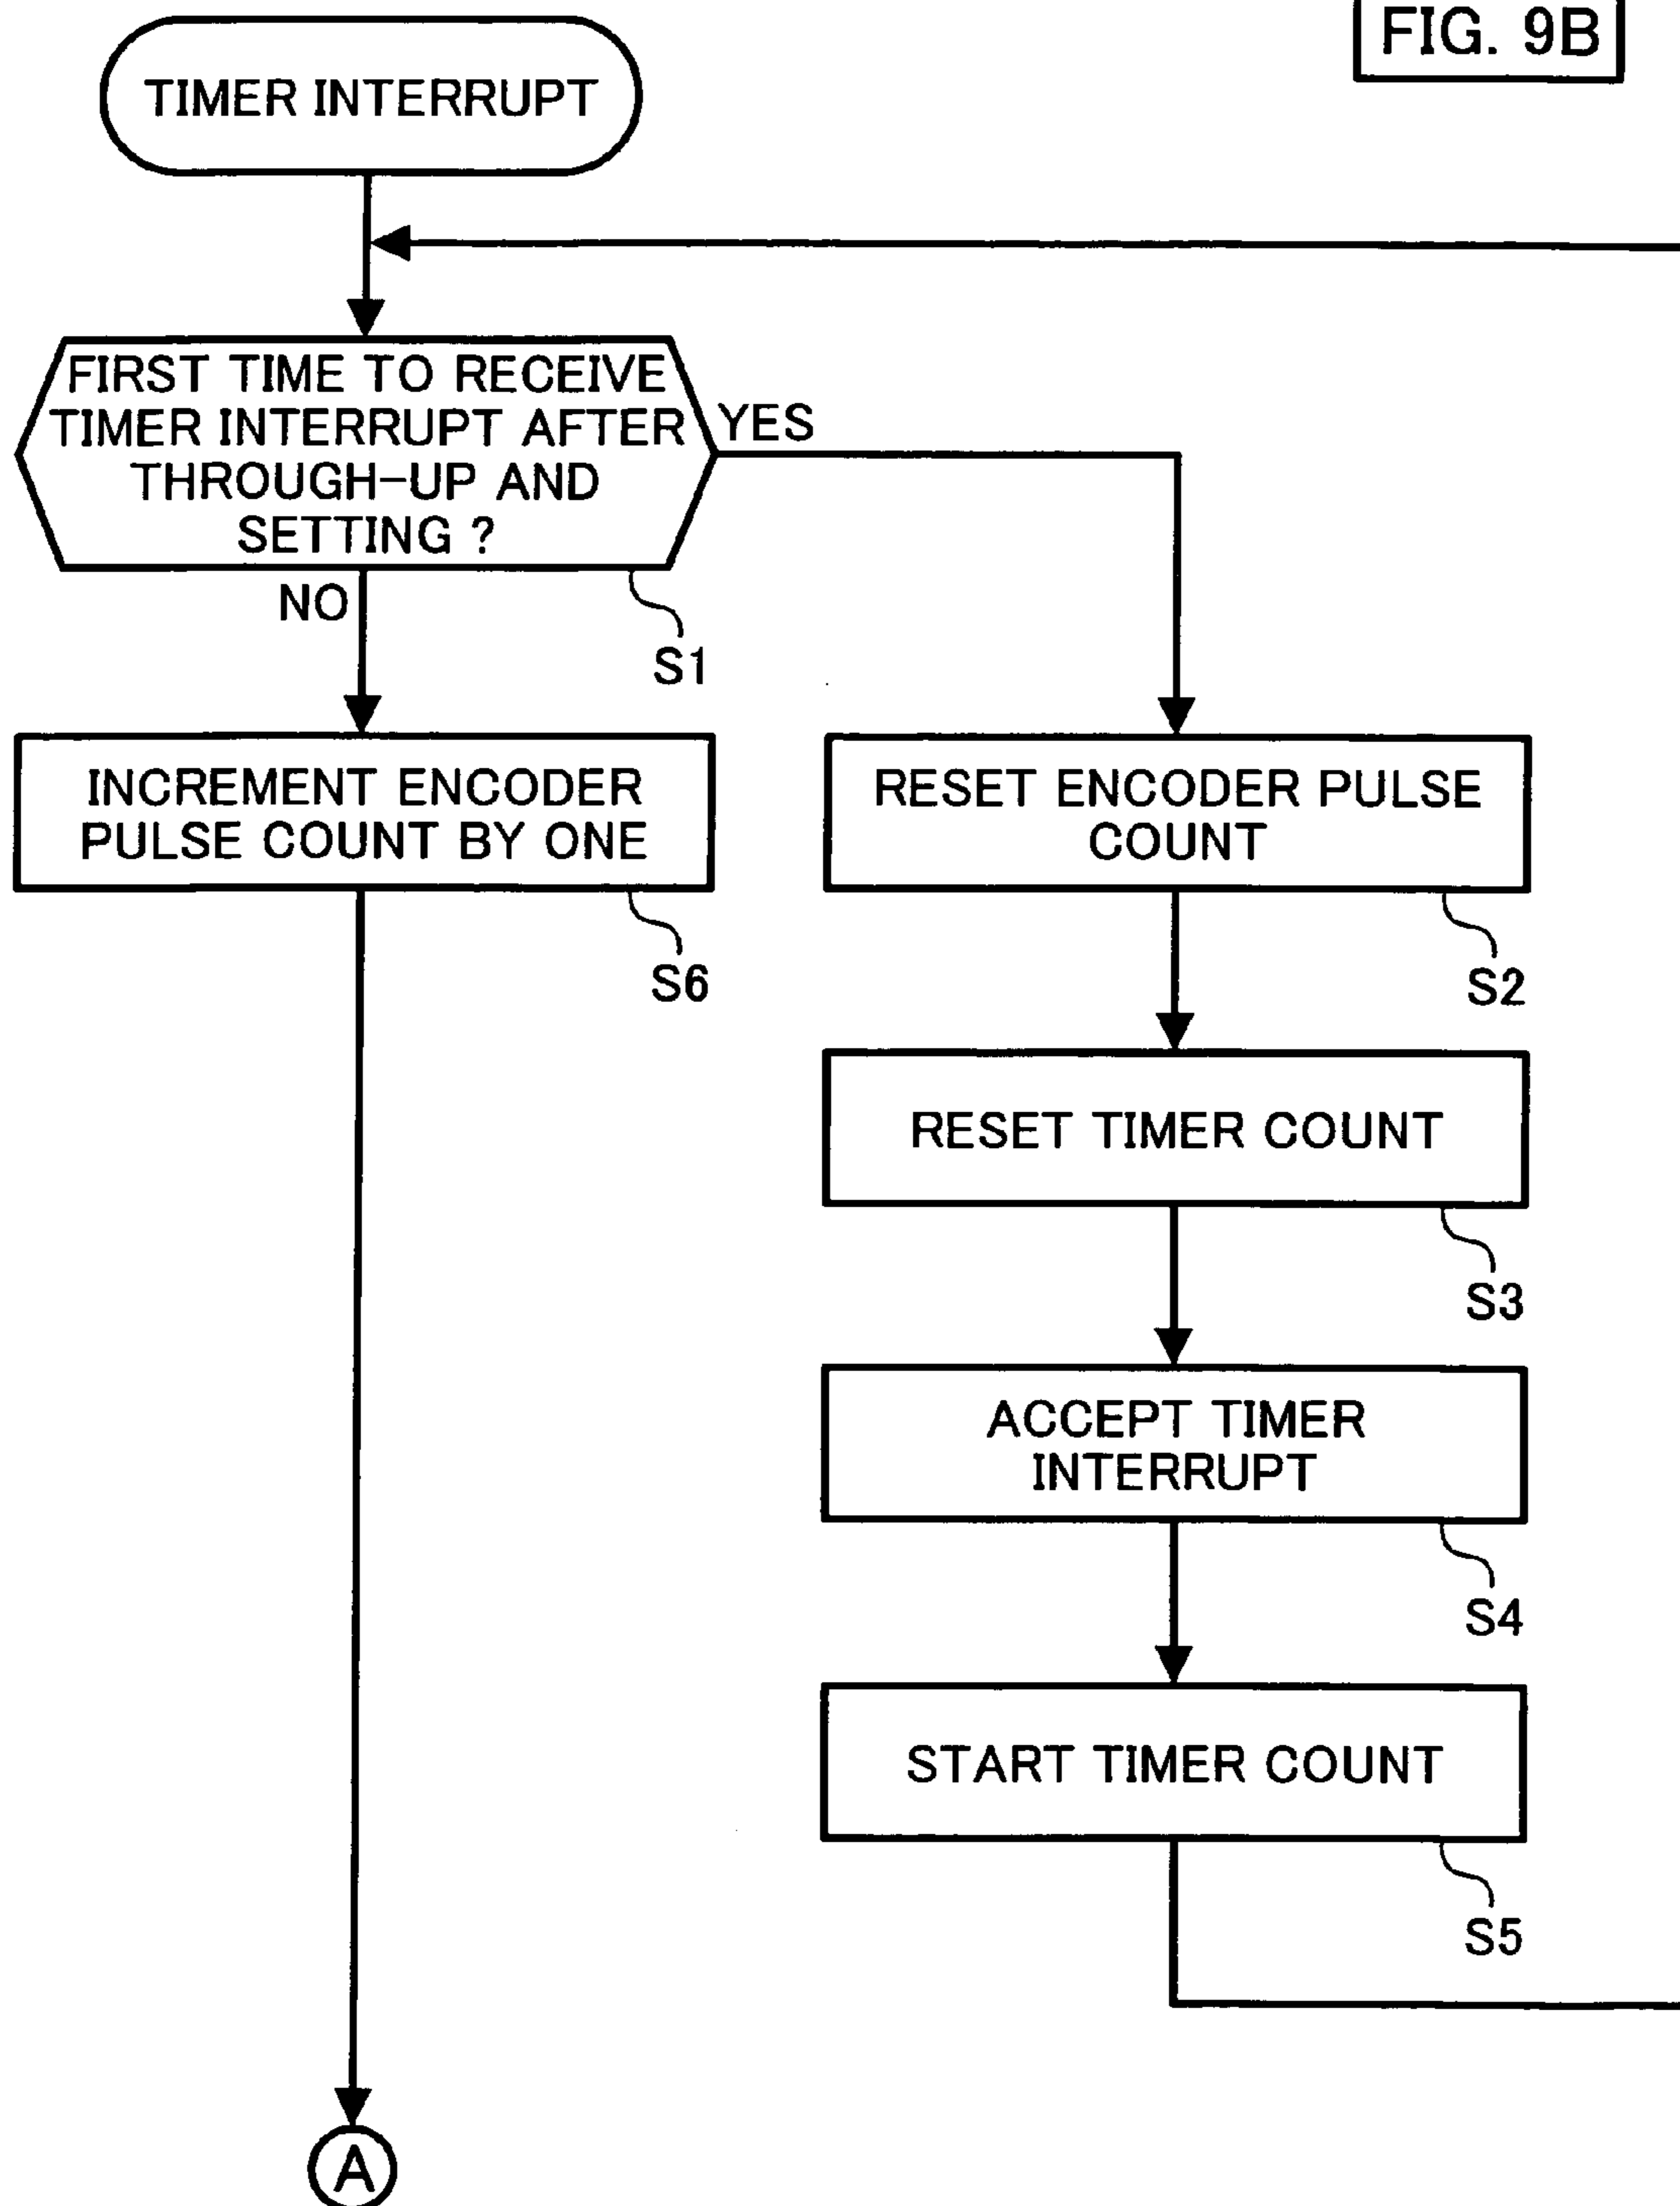 FIG. 9B
TIMER INTERRUPT
FIRST TIME TO RECEIVE
TIMER INTERRUPT AFTER
THROUGH-UP AND
SETTING ?
YES
NO
S1
INCREMENT ENCODER
PULSE COUNT BY ONE
S6
RESET ENCODER PULSE
COUNT
S2
RESET TIMER COUNT
S3
ACCEPT TIMER
INTERRUPT
S4
START TIMER COUNT
S5
A